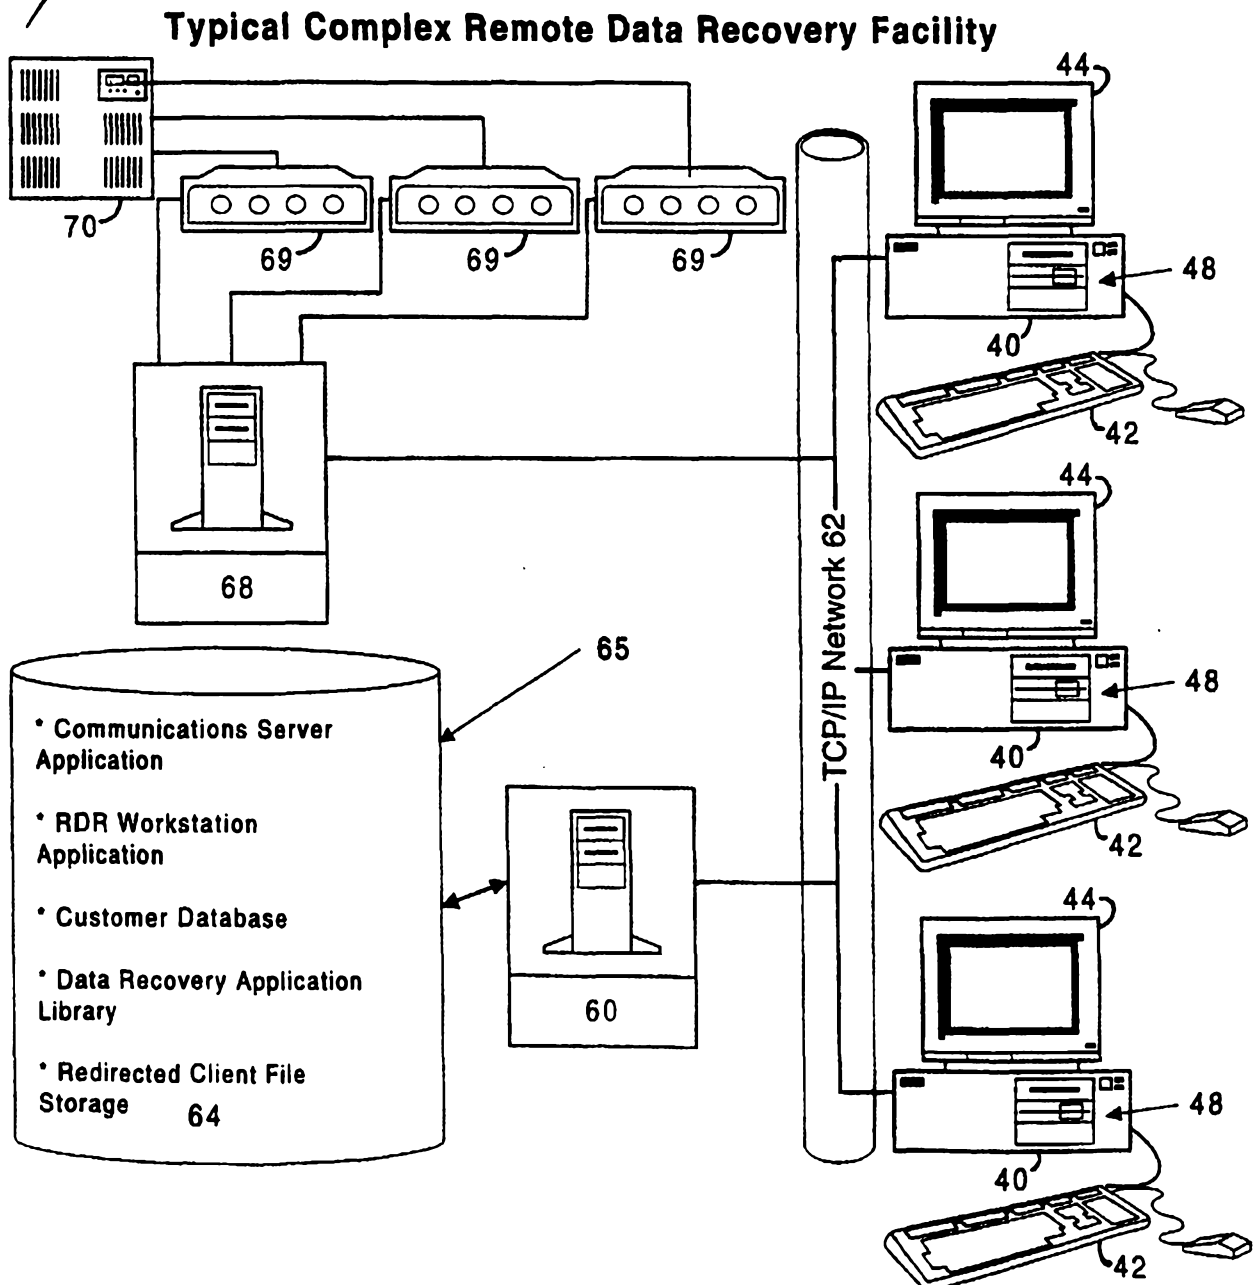 Typical Complex Remote Data Recovery Facility
44
70
69
69
69
48
40
42
68
44
TCP/IP Network 62
65
48
40
42
* Communications Server
Application
* RDR Workstation
Application
* Customer Database
* Data Recovery Application
Library
* Redirected Client File
Storage
64
60
44
48
40
42